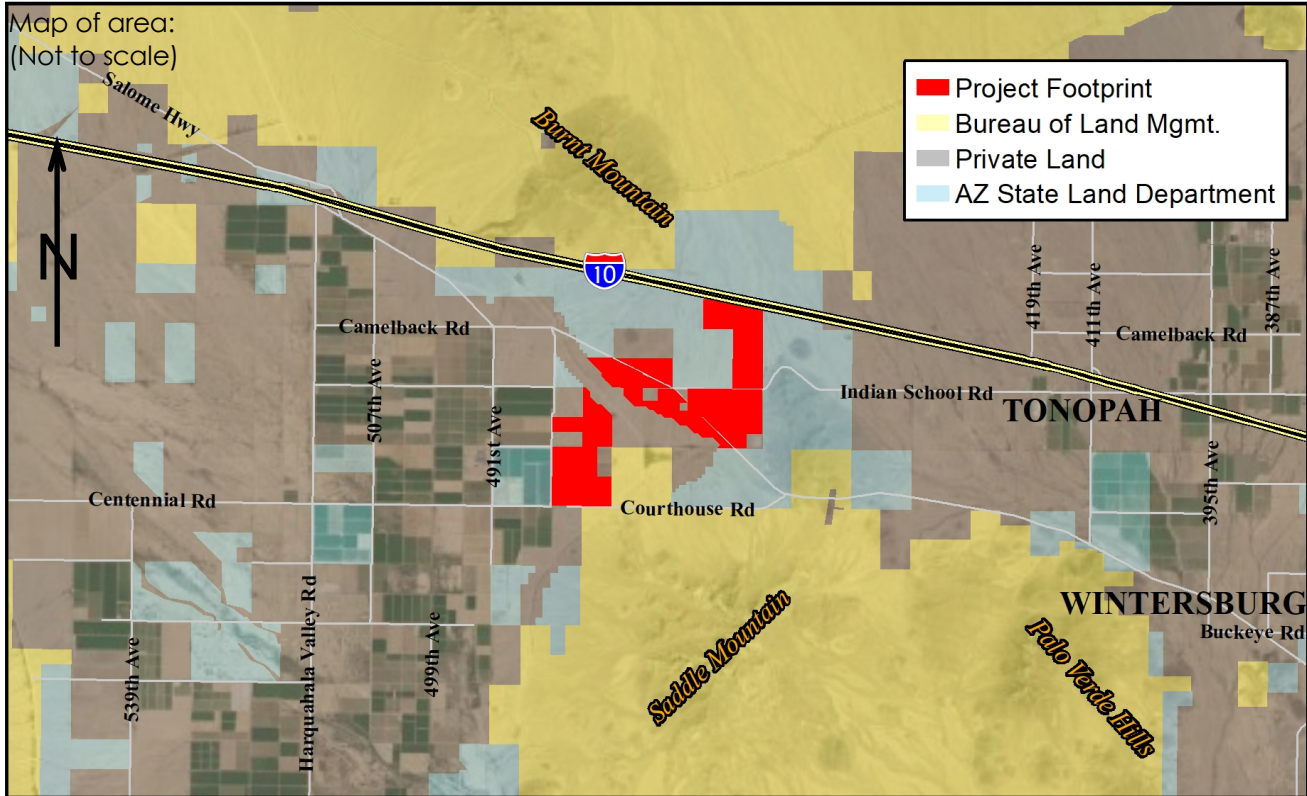 Map of area:
(Not to scale)
Salome Hwy
Project Footprint
Bureau of Land Mgmt.
Private Land
AZ State Land Department
Burnt Mountain
N
10
419th Ave
411th Ave
387th Ave
Camelback Rd
Camelback Rd
507th Ave
491st Ave
Indian School Rd
TONOPAH
395th Ave
Centennial Rd
Courthouse Rd
539th Ave
Harquahala Valley Rd
499th Ave
Saddle Mountain
Palo Verde Hills
WINTERSBURG
Buckeye Rd